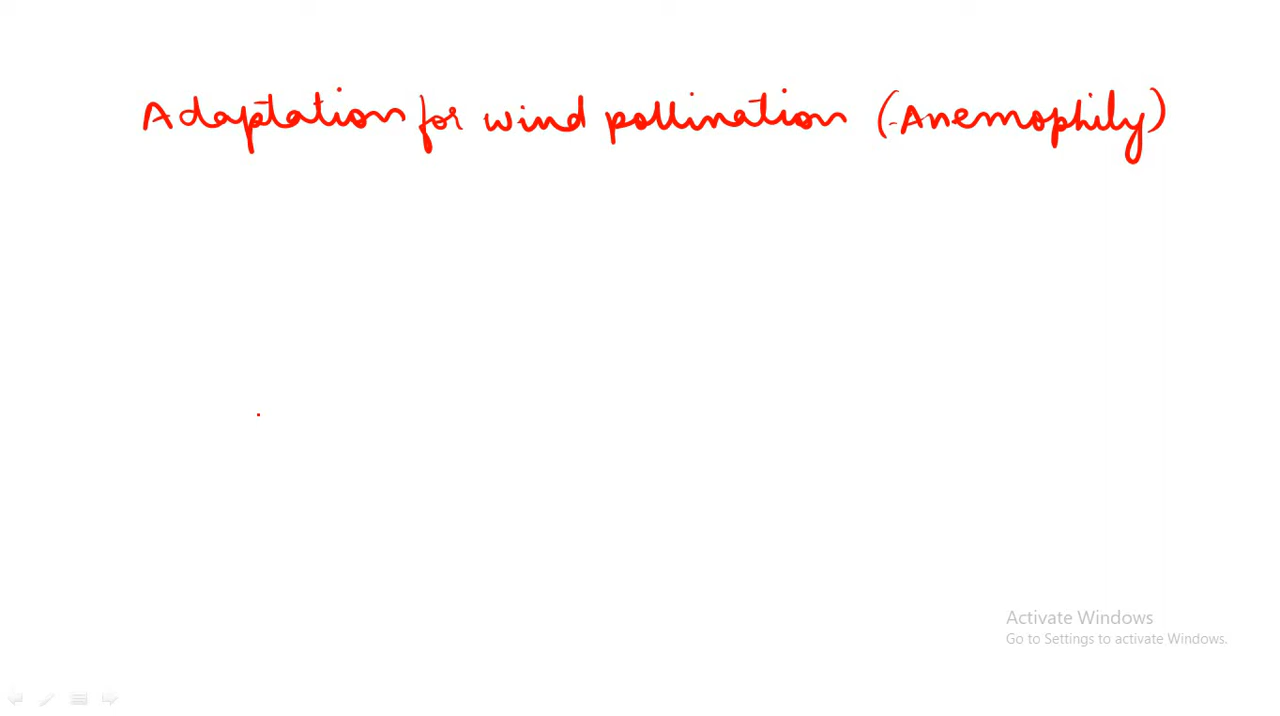 Adaptation for wind pollination (Anemophily)
Activate Windows
Go to Settings to activate Windows.